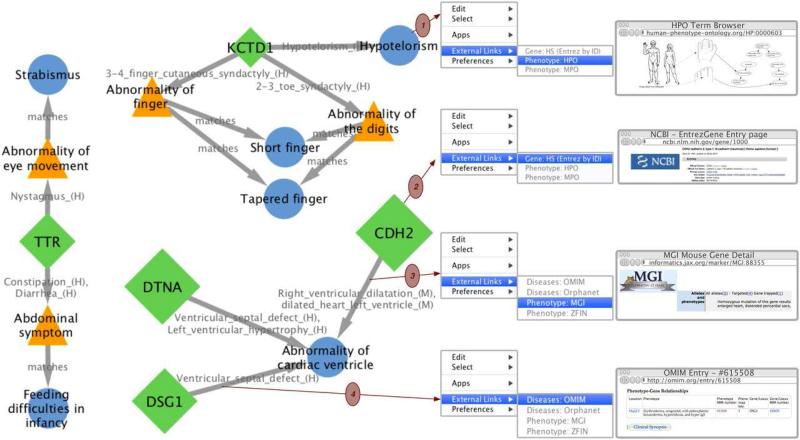 Strabismus
matches
Abnormality of
eye movement
Nystagmus_(H)
TTR
Constipation_(H),
Diarrhea_(H)
Abdominal
symptom
matches
Feeding
difficulties in
infancy
KCTD1
Hypotelorism_
Hypotelorism
3-4_finger_cutaneous_syndactyly_(H)
2-3_toe_syndactyly_(H)
Abnormality of
finger
Abnormality of
the digits
matches
matches
matches
matches
Short finger
Tapered finger
CDH2
DTNA
Right_ventricular_dilatation_(M),
dilated_heart_left_ventricle_(M)
Ventricular_septal_defect_(H),
Left_ventricular_hypertrophy_(H)
Abnormality of
cardiac ventricle
Ventricular_septal_defect_(H)
DSG1
1
2
3
4
Edit
Select
Apps
External Links
Preferences
Gene: HS (Entrez by ID)
Phenotype: HPO
Phenotype: MPO
HPO Term Browser
human-phenotype-ontology.org/HP:0000603
Edit
Select
Apps
External Links
Preferences
Gene: HS (Entrez by ID)
Phenotype: HPO
Phenotype: MPO
NCBI - EntrezGene Entry page
ncbi.nlm.nih.gov/gene/1000
NCBI
Edit
Select
Apps
External Links
Preferences
Diseases: OMIM
Diseases: Orphanet
Phenotype: MGI
Phenotype: ZFIN
MGI Mouse Gene Detail
informatics.jax.org/marker/MGI:88355
MGI
Alleles
and
phenotypes
Homozygous mutation of this gene results
enlarged heart, distended pericardial sacs,
Edit
Select
Apps
External Links
Preferences
Diseases: OMIM
Diseases: Orphanet
Phenotype: MGI
Phenotype: ZFIN
OMIM Entry - #615508
http://omim.org/entry/615508
Phenotype-Gene Relationships
Clinical Synopsis